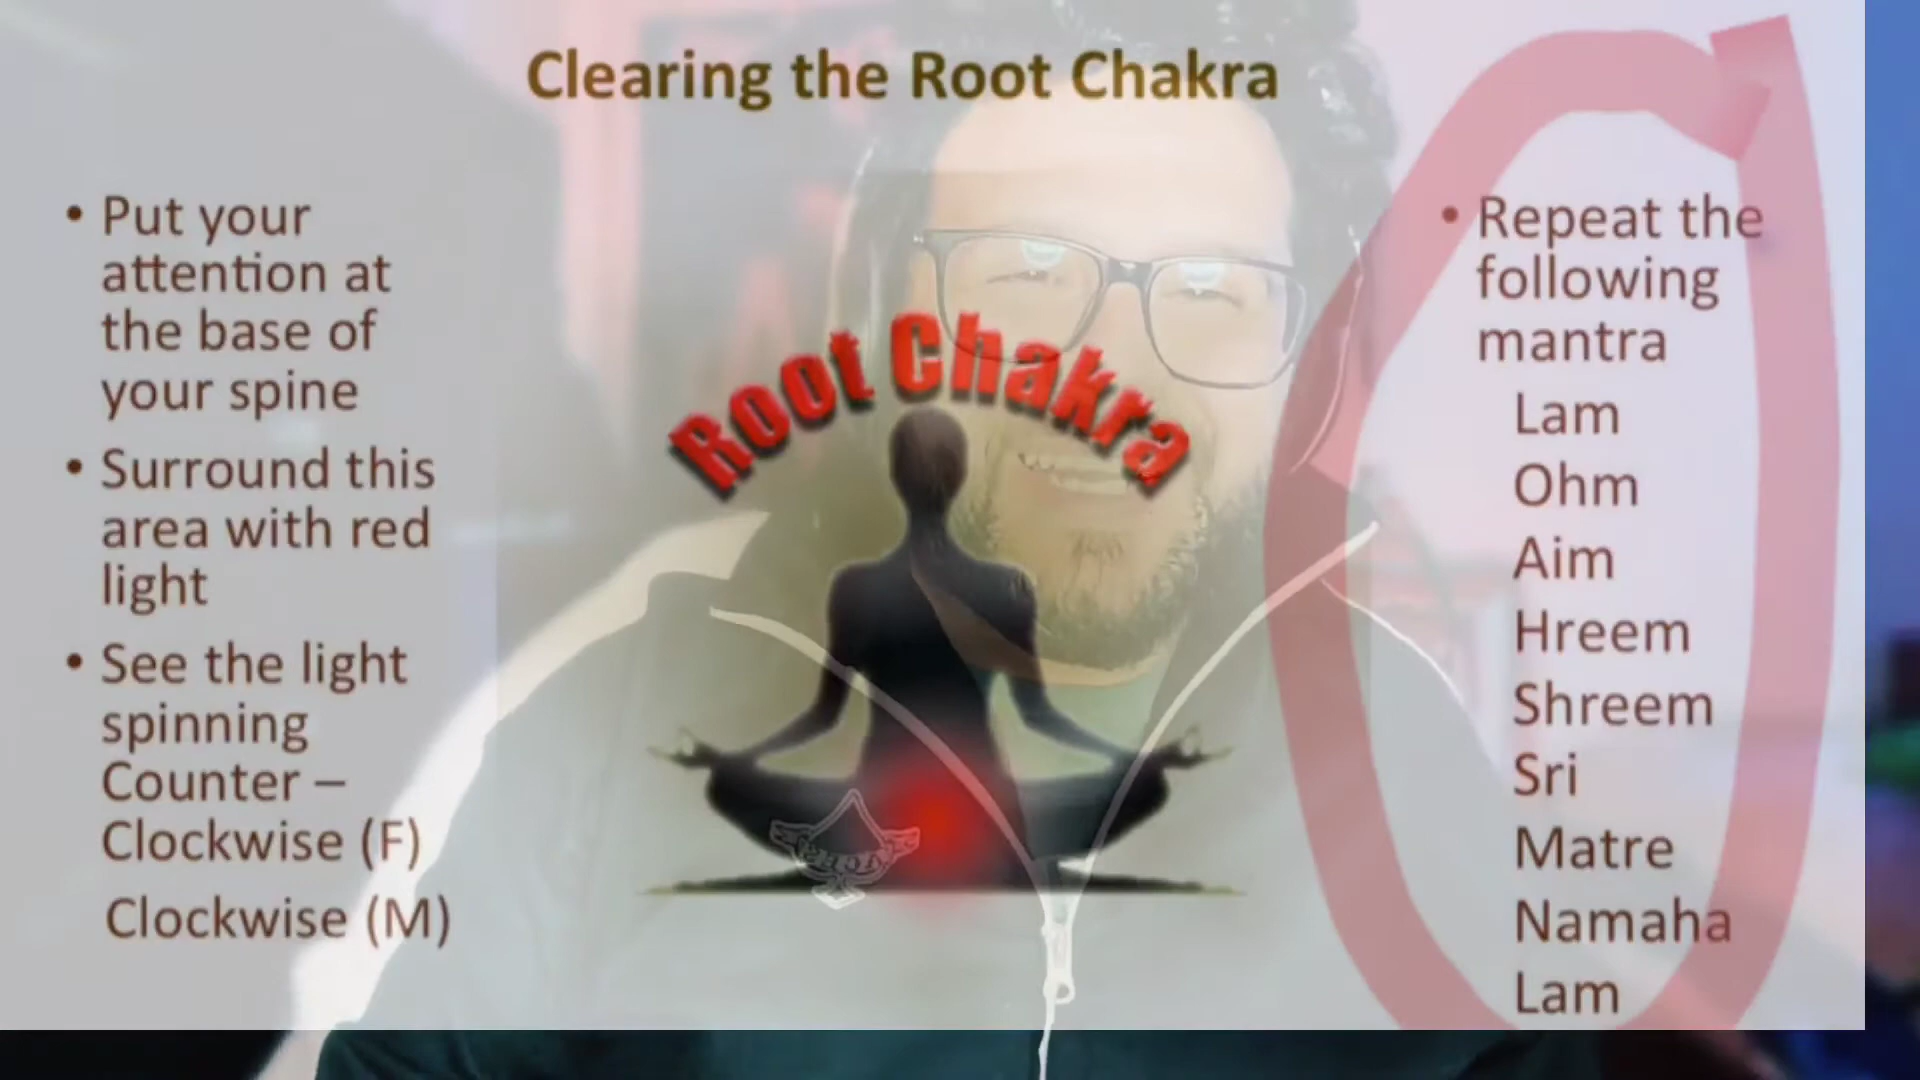 Clearing the Root Chakra
• Put your
attention at
the base of
your spine
• Surround this
area with red
light
• See the light
spinning
Counter –
Clockwise (F)
Clockwise (M)
Root Chakra
• Repeat the
following
mantra
Lam
Ohm
Aim
Hreem
Shreem
Sri
Matre
Namaha
Lam